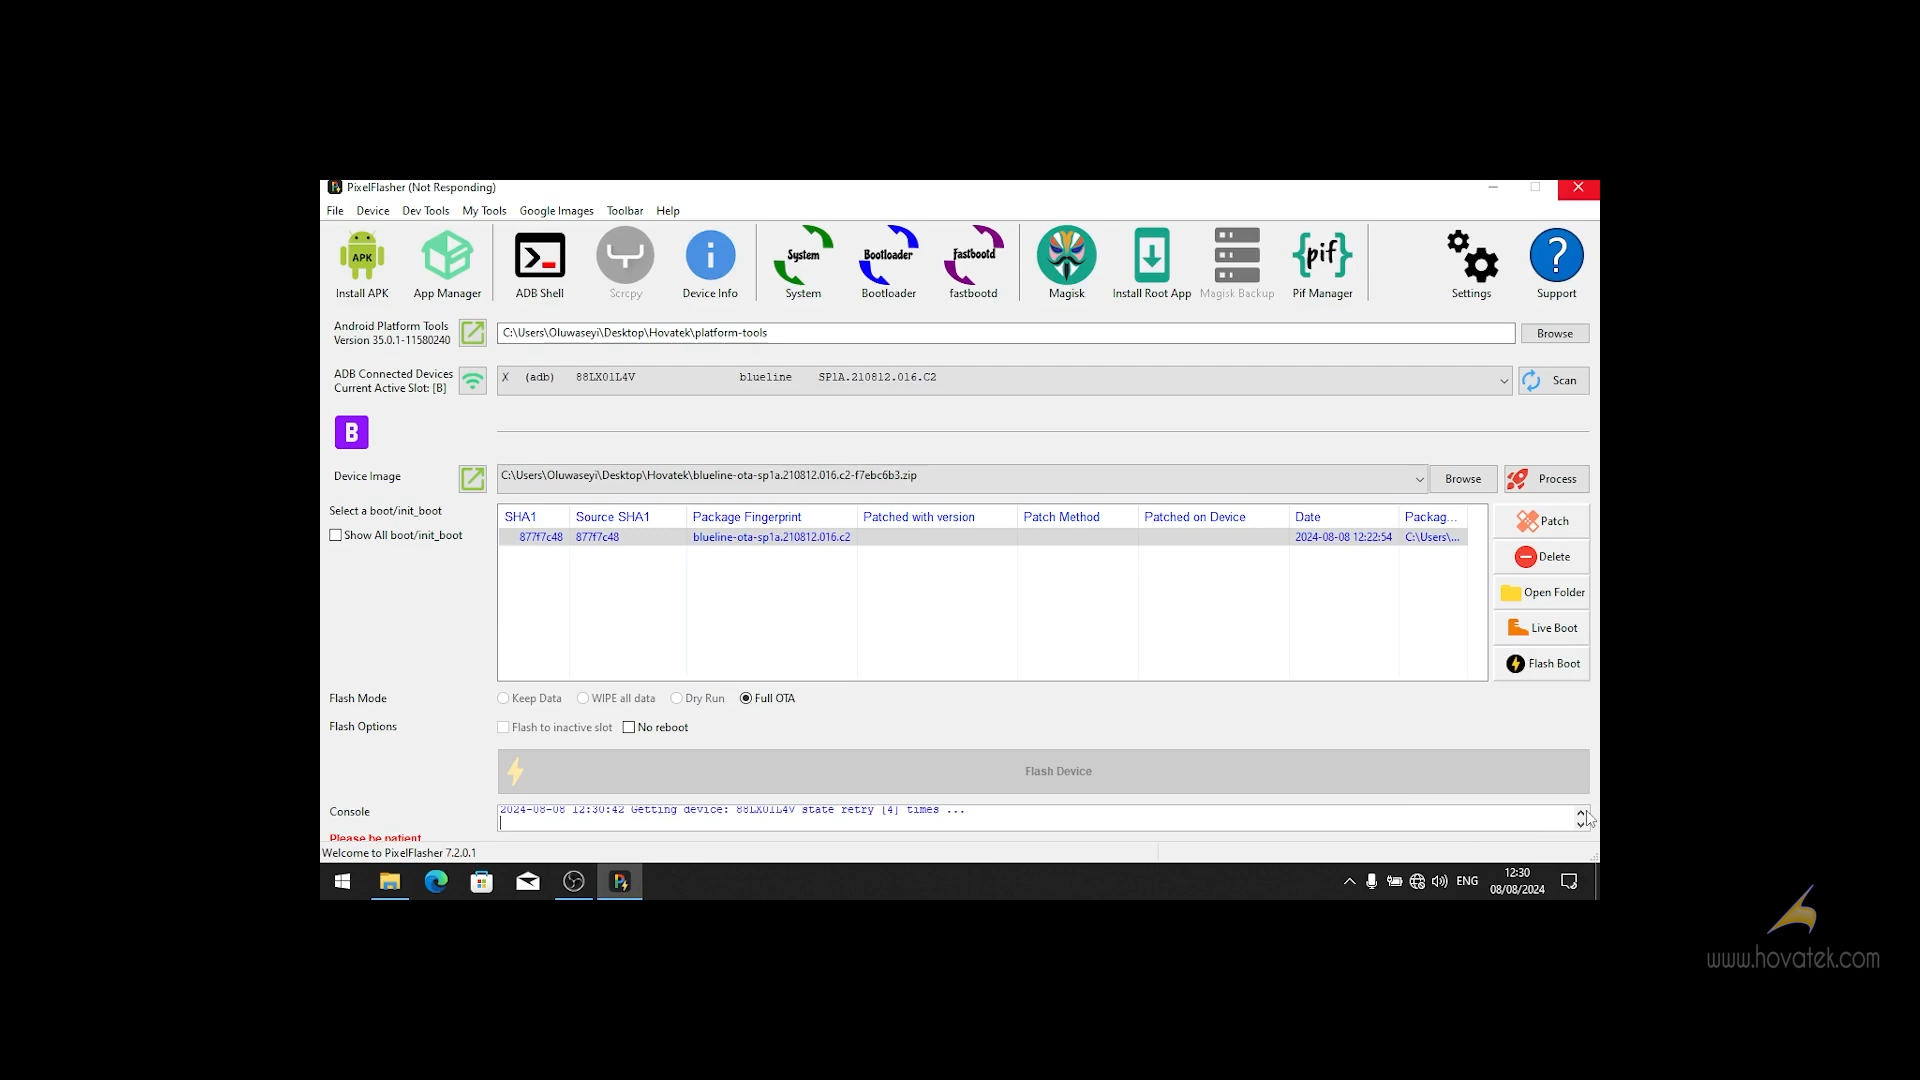 PixelFlasher (Not Responding)
File Device Dev Tools My Tools Google Images Toolbar Help
APK System Bootloader Fastbootd {pif} ?
Install APK App Manager ADB Shell Scrcpy Device Info System Bootloader fastbootd Magisk Install Root App Magisk Backup Pif Manager Settings Support
Android Platform Tools
Version 35.0.1-11580240
C:\Users\Oluwaseyi\Desktop\Hovatek\platform-tools Browse
ADB Connected Devices
Current Active Slot: [B]
X (adb) 88LX01L4V blueline SP1A.210812.016.C2 Scan
B
Device Image C:\Users\Oluwaseyi\Desktop\Hovatek\blueline-ota-sp1a.210812.016.c2-f7ebc6b3.zip Browse Process
Select a boot/init_boot
Show All boot/init_boot
SHA1 Source SHA1 Package Fingerprint Patched with version Patch Method Patched on Device Date Packag...
877f7c48 877f7c48 blueline-ota-sp1a.210812.016.c2 2024-08-08 12:22:54 C:\Users\...
Patch
Delete
Open Folder
Live Boot
Flash Boot
Flash Mode Keep Data WIPE all data Dry Run Full OTA
Flash Options Flash to inactive slot No reboot
Flash Device
Console 2024-08-08 12:30:42 Getting device: 88LX01L4V state retry [4] times ...
Please be patient
Welcome to PixelFlasher 7.2.0.1
ENG 12:30
08/08/2024
www.hovatek.com